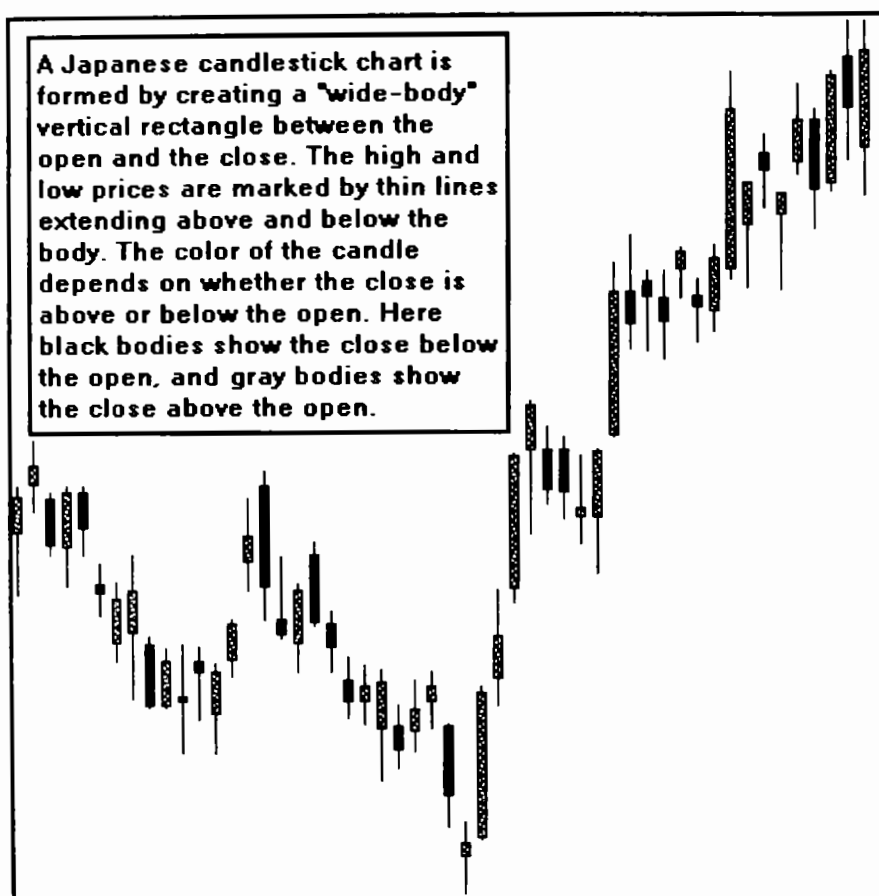 A Japanese candlestick chart is
formed by creating a "wide-body"
vertical rectangle between the
open and the close. The high and
low prices are marked by thin lines
extending above and below the
body. The color of the candle
depends on whether the close is
above or below the open. Here
black bodies show the close below
the open, and gray bodies show
the close above the open.